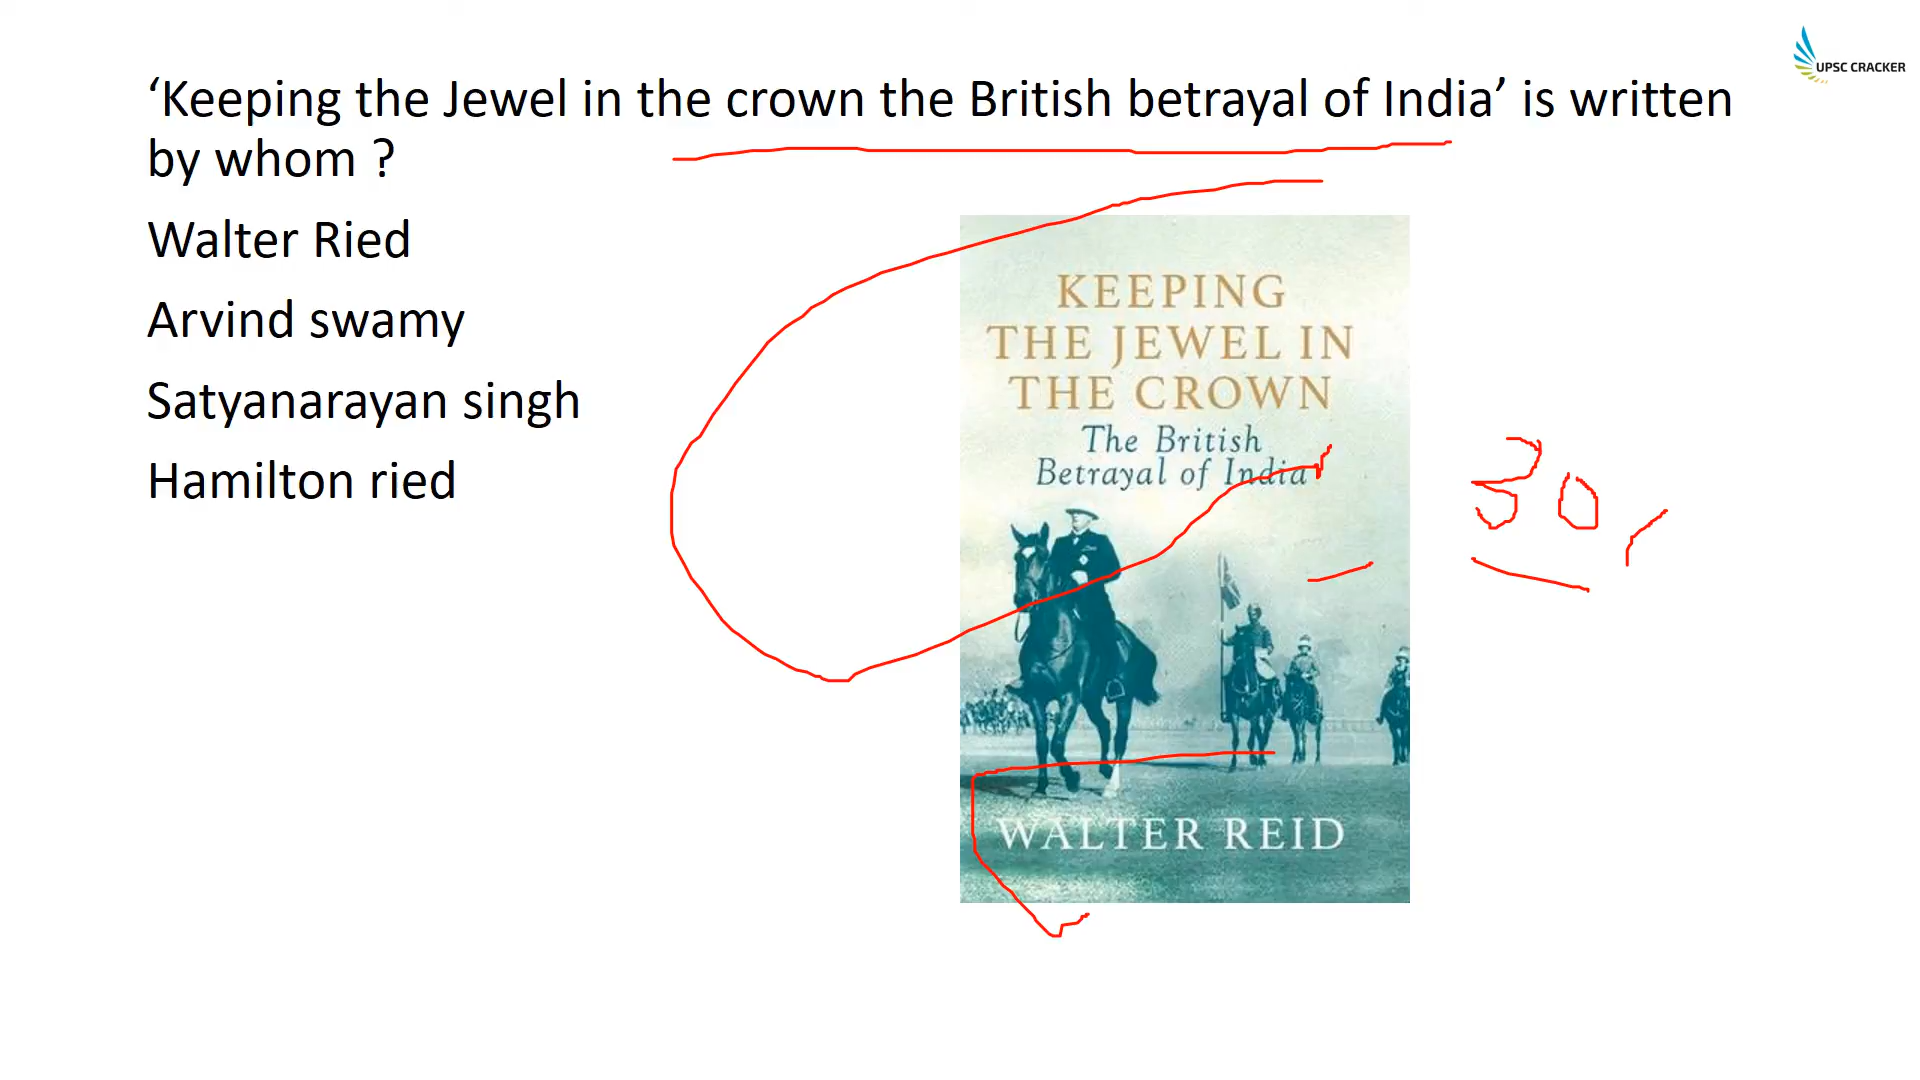 UPSC CRACKER
‘Keeping the Jewel in the crown the British betrayal of India’ is written
by whom ?
Walter Ried
Arvind swamy
Satyanarayan singh
Hamilton ried
KEEPING
THE JEWEL IN
THE CROWN
The British
Betrayal of India
WALTER REID
30,